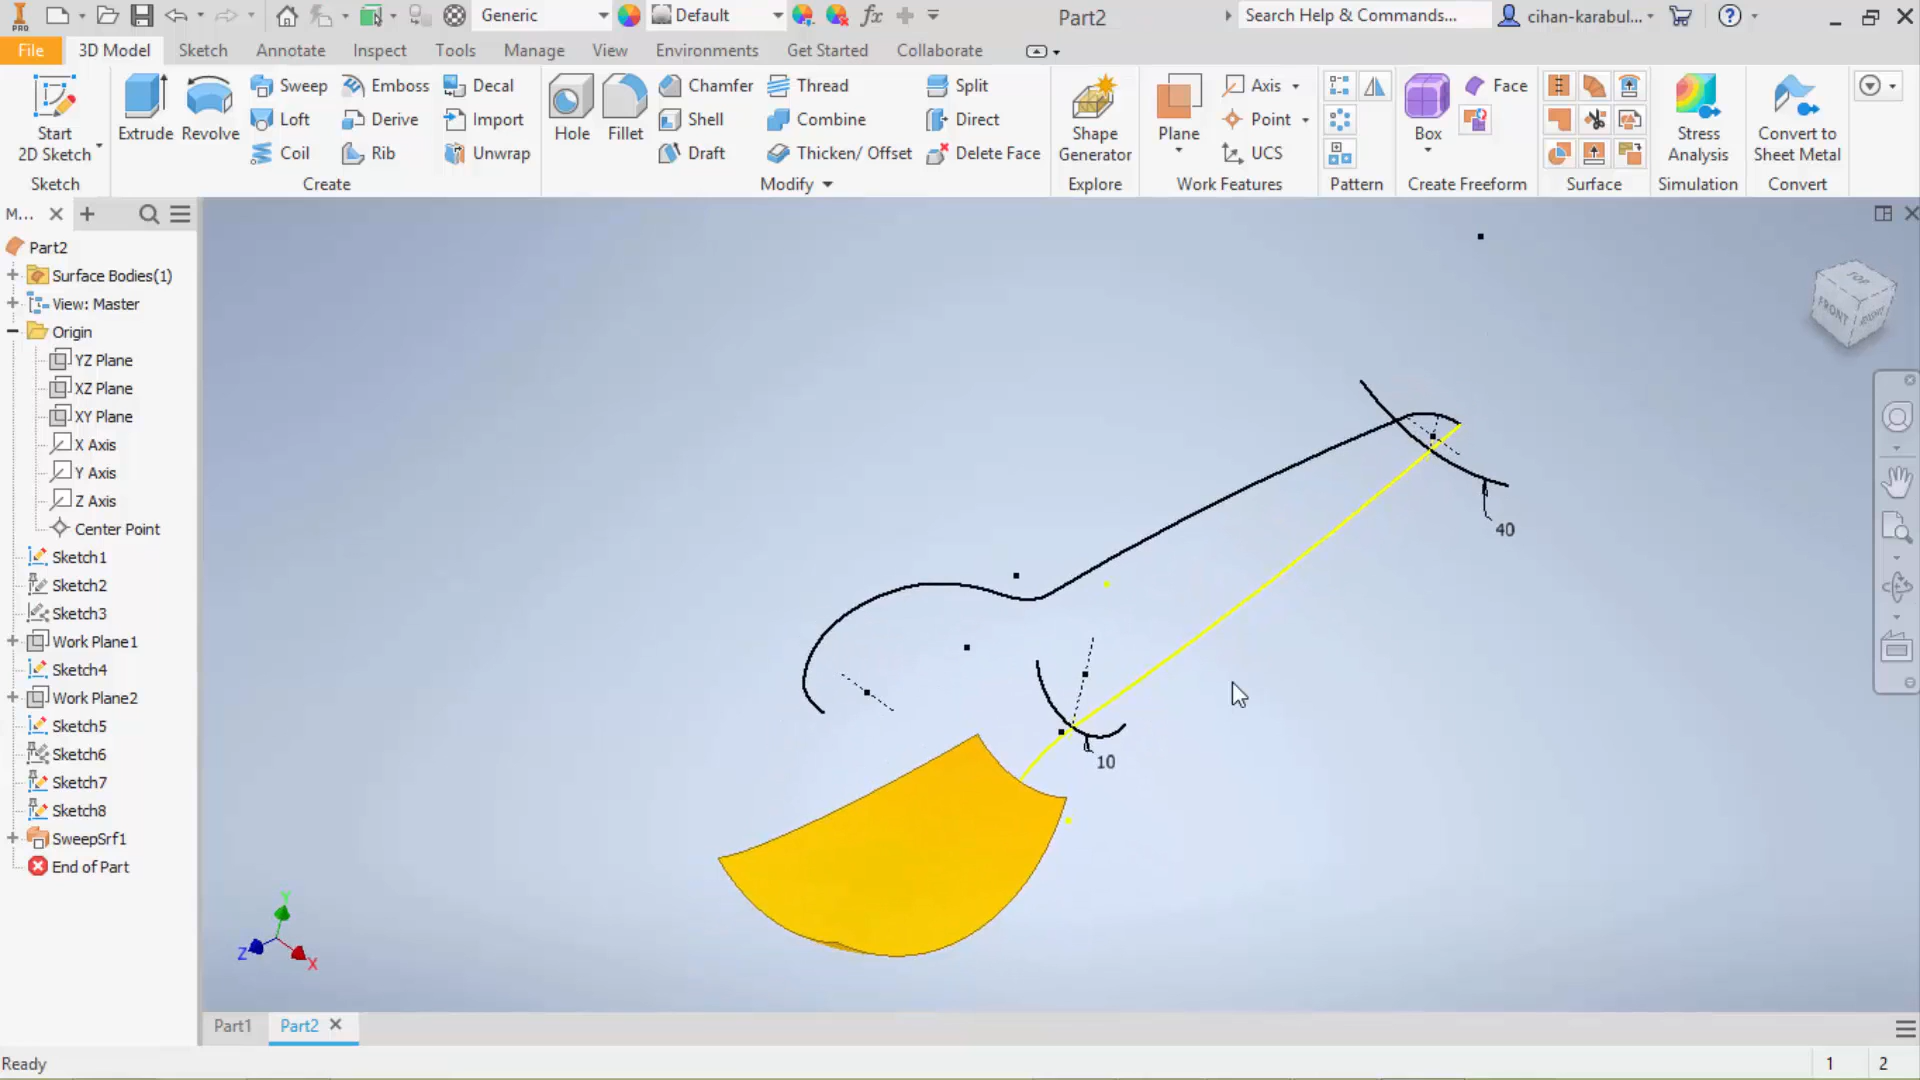 PRO
Generic
Default
fx
Part2
Search Help & Commands...
cihan-karabul...
File
3D Model
Sketch
Annotate
Inspect
Tools
Manage
View
Environments
Get Started
Collaborate
Start
2D Sketch
Sketch
Extrude
Revolve
Sweep
Loft
Coil
Emboss
Derive
Rib
Decal
Import
Unwrap
Create
Hole
Fillet
Chamfer
Shell
Draft
Thread
Combine
Thicken/ Offset
Split
Direct
Delete Face
Modify
Shape
Generator
Explore
Plane
Axis
Point
UCS
Work Features
Pattern
Box
Face
Create Freeform
Surface
Stress
Analysis
Simulation
Convert to
Sheet Metal
Convert
M...
Part2
Surface Bodies(1)
View: Master
Origin
YZ Plane
XZ Plane
XY Plane
X Axis
Y Axis
Z Axis
Center Point
Sketch1
Sketch2
Sketch3
Work Plane1
Sketch4
Work Plane2
Sketch5
Sketch6
Sketch7
Sketch8
SweepSrf1
End of Part
TOP
FRONT
RIGHT
40
10
Y
Z
X
Part1
Part2
Ready
1
2